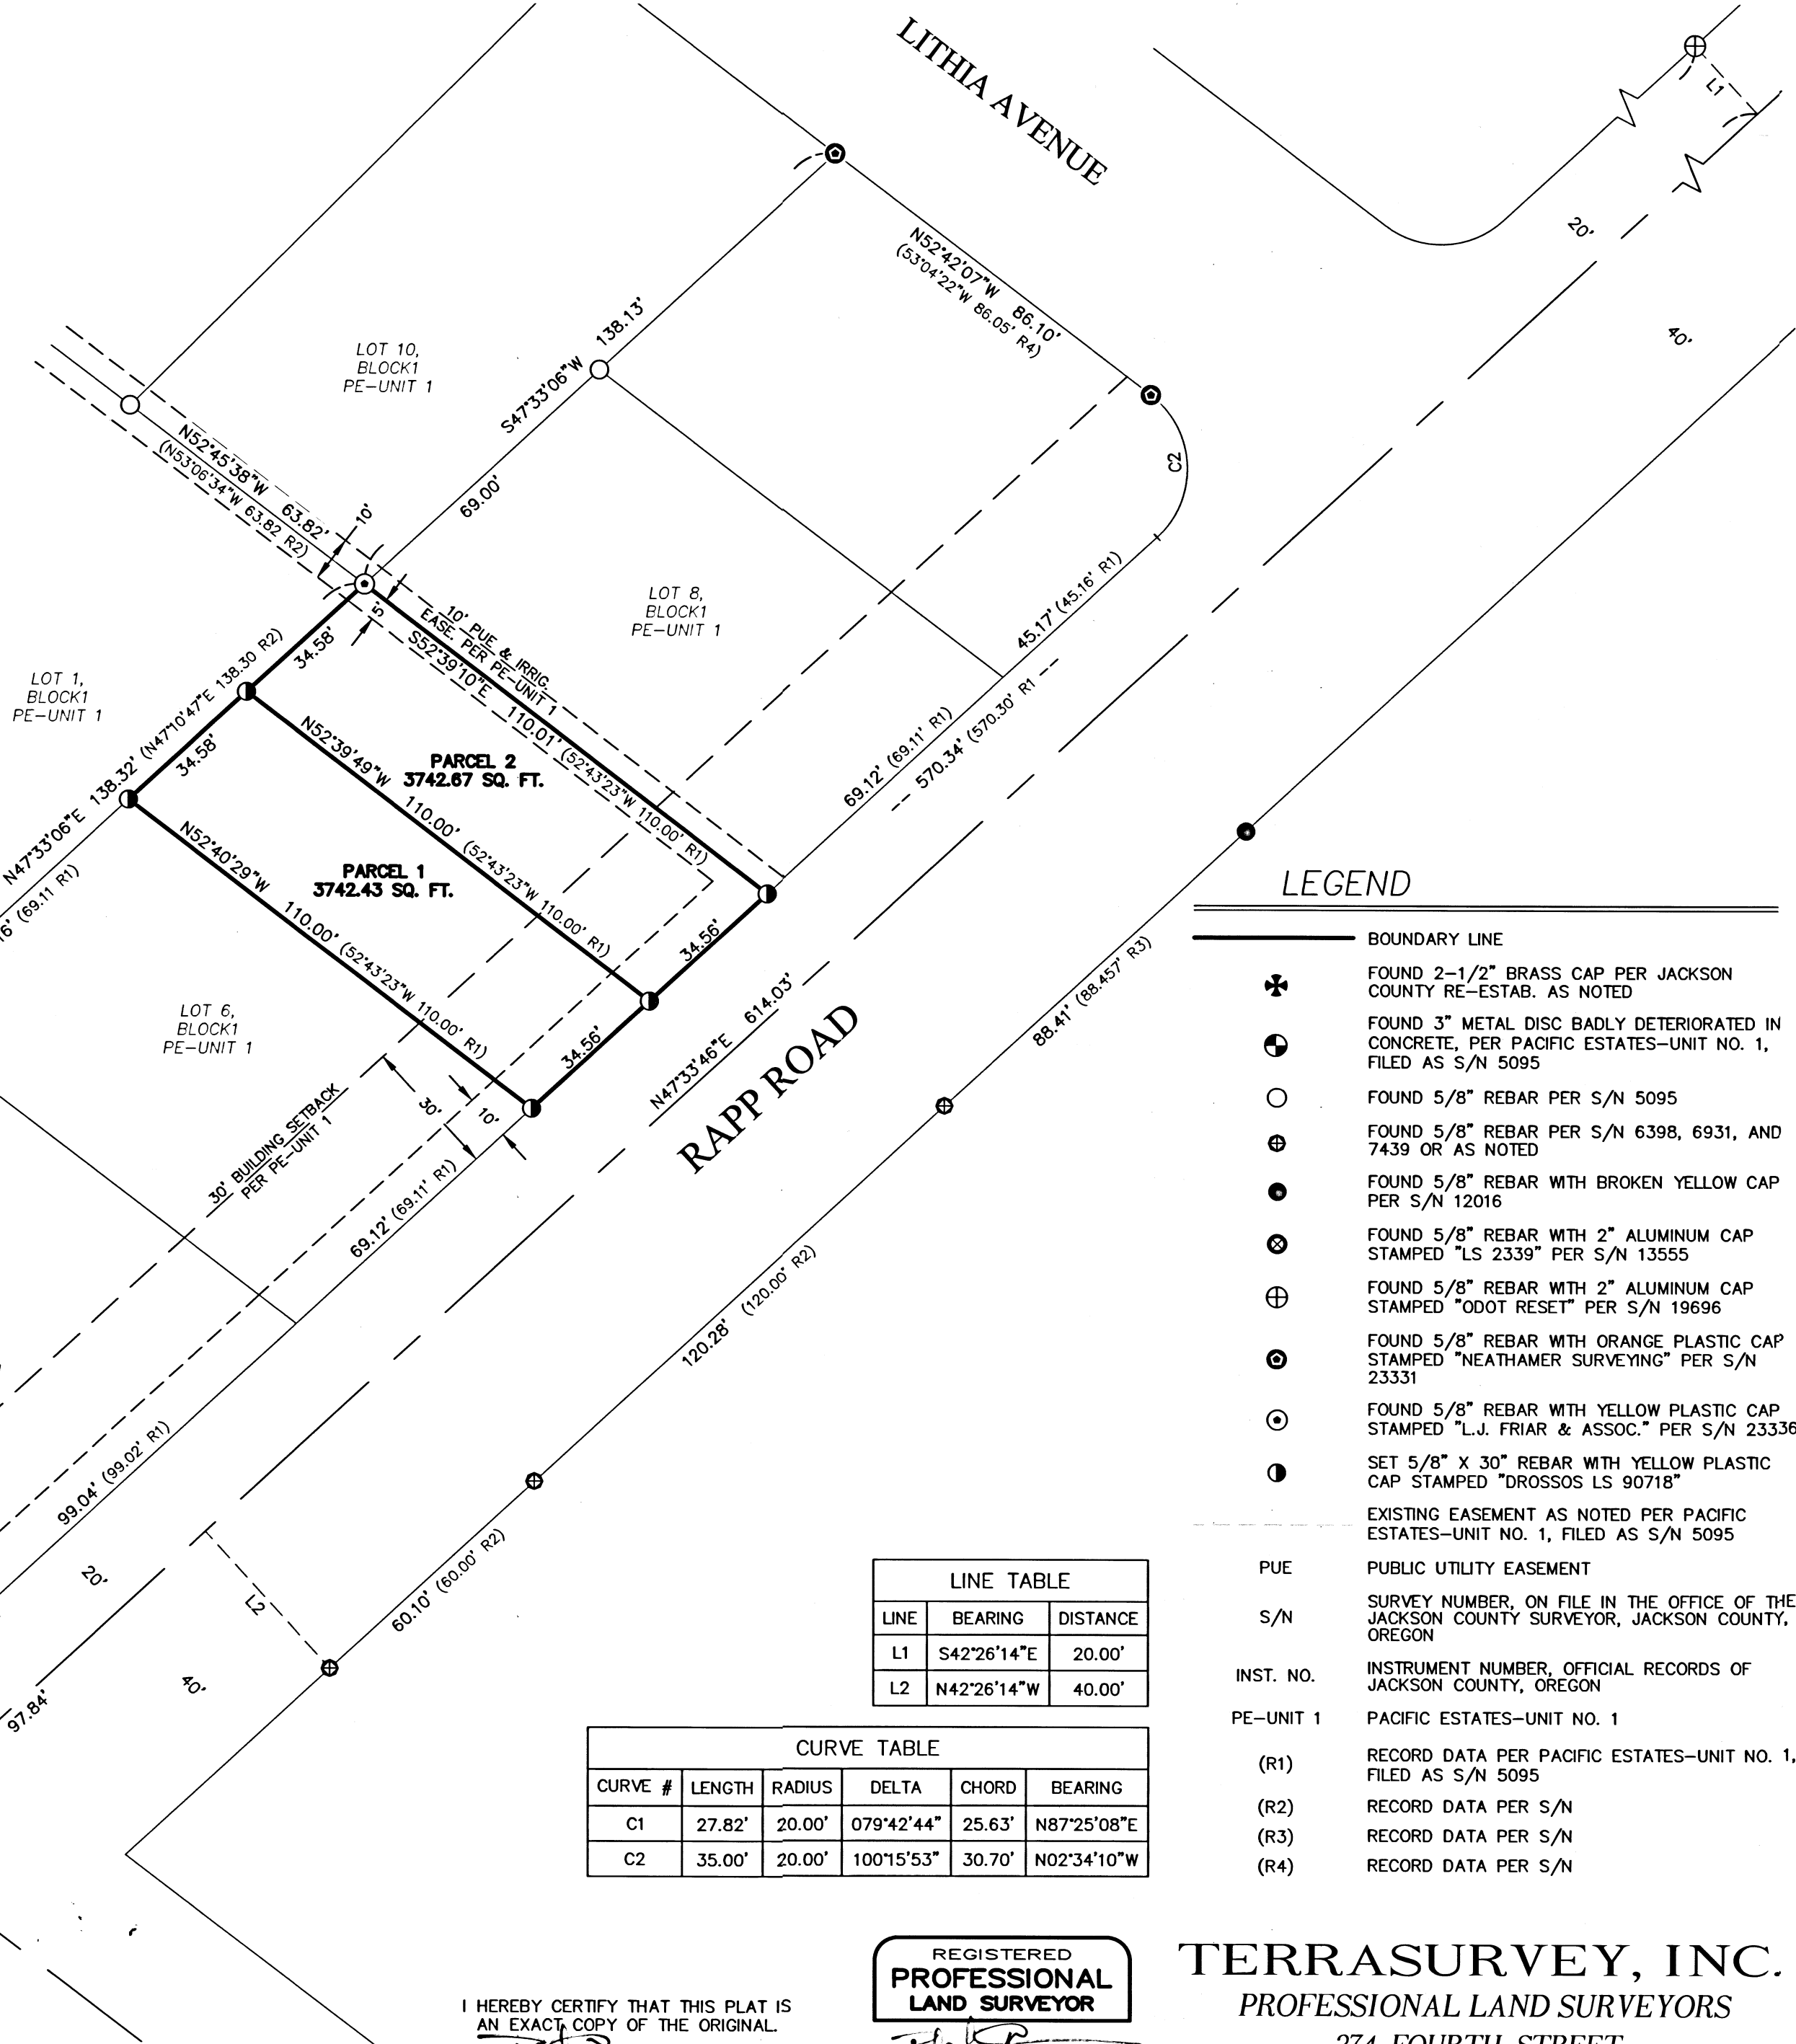 LITHIA AVENUE
L1
20'
40'
N52°42'07"W 86.10'
(53°04'22"W 86.05' R4)
138.13'
S47°33'06"W
LOT 10,
BLOCK1
PE-UNIT 1
C2
N52°45'38"W 63.82'
(N53°06'34"W 63.82 R2)
10'
69.00'
5'
10' PUE & IRRIG.
EASE. PER PE-UNIT 1
LOT 8,
BLOCK1
PE-UNIT 1
45.17' (45.16' R1)
S52°39'10"E 110.01' (52°43'23"W 110.00' R1)
34.58'
LOT 1,
BLOCK1
PE-UNIT 1
N47°33'06"E 138.32' (N47°10'47"E 138.30 R2)
34.58'
69.12' (69.11' R1)
570.34' (570.30' R1
N52°39'49"W 110.00' (52°43'23"W 110.00' R1)
PARCEL 2
3742.67 SQ. FT.
(69.11 R1)
PARCEL 1
3742.43 SQ. FT.
N52°40'29"W 110.00' (52°43'23"W 110.00' R1)
34.56'
34.56'
LOT 6,
BLOCK1
PE-UNIT 1
N47°33'46"E 614.03'
RAPP ROAD
88.41' (88.457' R3)
30'
10'
30' BUILDING SETBACK
PER PE-UNIT 1
69.12' (69.11' R1)
120.28' (120.00' R2)
99.04' (99.02' R1)
20'
L2
60.10' (60.00' R2)
40'
97.84'
LEGEND
BOUNDARY LINE
FOUND 2-1/2" BRASS CAP PER JACKSON
COUNTY RE-ESTAB. AS NOTED
FOUND 3" METAL DISC BADLY DETERIORATED IN
CONCRETE, PER PACIFIC ESTATES-UNIT NO. 1,
FILED AS S/N 5095
FOUND 5/8" REBAR PER S/N 5095
FOUND 5/8" REBAR PER S/N 6398, 6931, AND
7439 OR AS NOTED
FOUND 5/8" REBAR WITH BROKEN YELLOW CAP
PER S/N 12016
FOUND 5/8" REBAR WITH 2" ALUMINUM CAP
STAMPED "LS 2339" PER S/N 13555
FOUND 5/8" REBAR WITH 2" ALUMINUM CAP
STAMPED "ODOT RESET" PER S/N 19696
FOUND 5/8" REBAR WITH ORANGE PLASTIC CAP
STAMPED "NEATHAMER SURVEYING" PER S/N
23331
FOUND 5/8" REBAR WITH YELLOW PLASTIC CAP
STAMPED "L.J. FRIAR & ASSOC." PER S/N 23336
SET 5/8" X 30" REBAR WITH YELLOW PLASTIC
CAP STAMPED "DROSSOS LS 90718"
EXISTING EASEMENT AS NOTED PER PACIFIC
ESTATES-UNIT NO. 1, FILED AS S/N 5095
PUE PUBLIC UTILITY EASEMENT
S/N SURVEY NUMBER, ON FILE IN THE OFFICE OF THE
JACKSON COUNTY SURVEYOR, JACKSON COUNTY,
OREGON
INST. NO. INSTRUMENT NUMBER, OFFICIAL RECORDS OF
JACKSON COUNTY, OREGON
PE-UNIT 1 PACIFIC ESTATES-UNIT NO. 1
(R1) RECORD DATA PER PACIFIC ESTATES-UNIT NO. 1,
FILED AS S/N 5095
(R2) RECORD DATA PER S/N
(R3) RECORD DATA PER S/N
(R4) RECORD DATA PER S/N
LINE TABLE
LINE BEARING DISTANCE
L1 S42°26'14"E 20.00'
L2 N42°26'14"W 40.00'
CURVE TABLE
CURVE # LENGTH RADIUS DELTA CHORD BEARING
C1 27.82' 20.00' 079°42'44" 25.63' N87°25'08"E
C2 35.00' 20.00' 100°15'53" 30.70' N02°34'10"W
I HEREBY CERTIFY THAT THIS PLAT IS
AN EXACT COPY OF THE ORIGINAL.
REGISTERED
PROFESSIONAL
LAND SURVEYOR
TERRASURVEY, INC.
PROFESSIONAL LAND SURVEYORS
274 FOURTH STREET